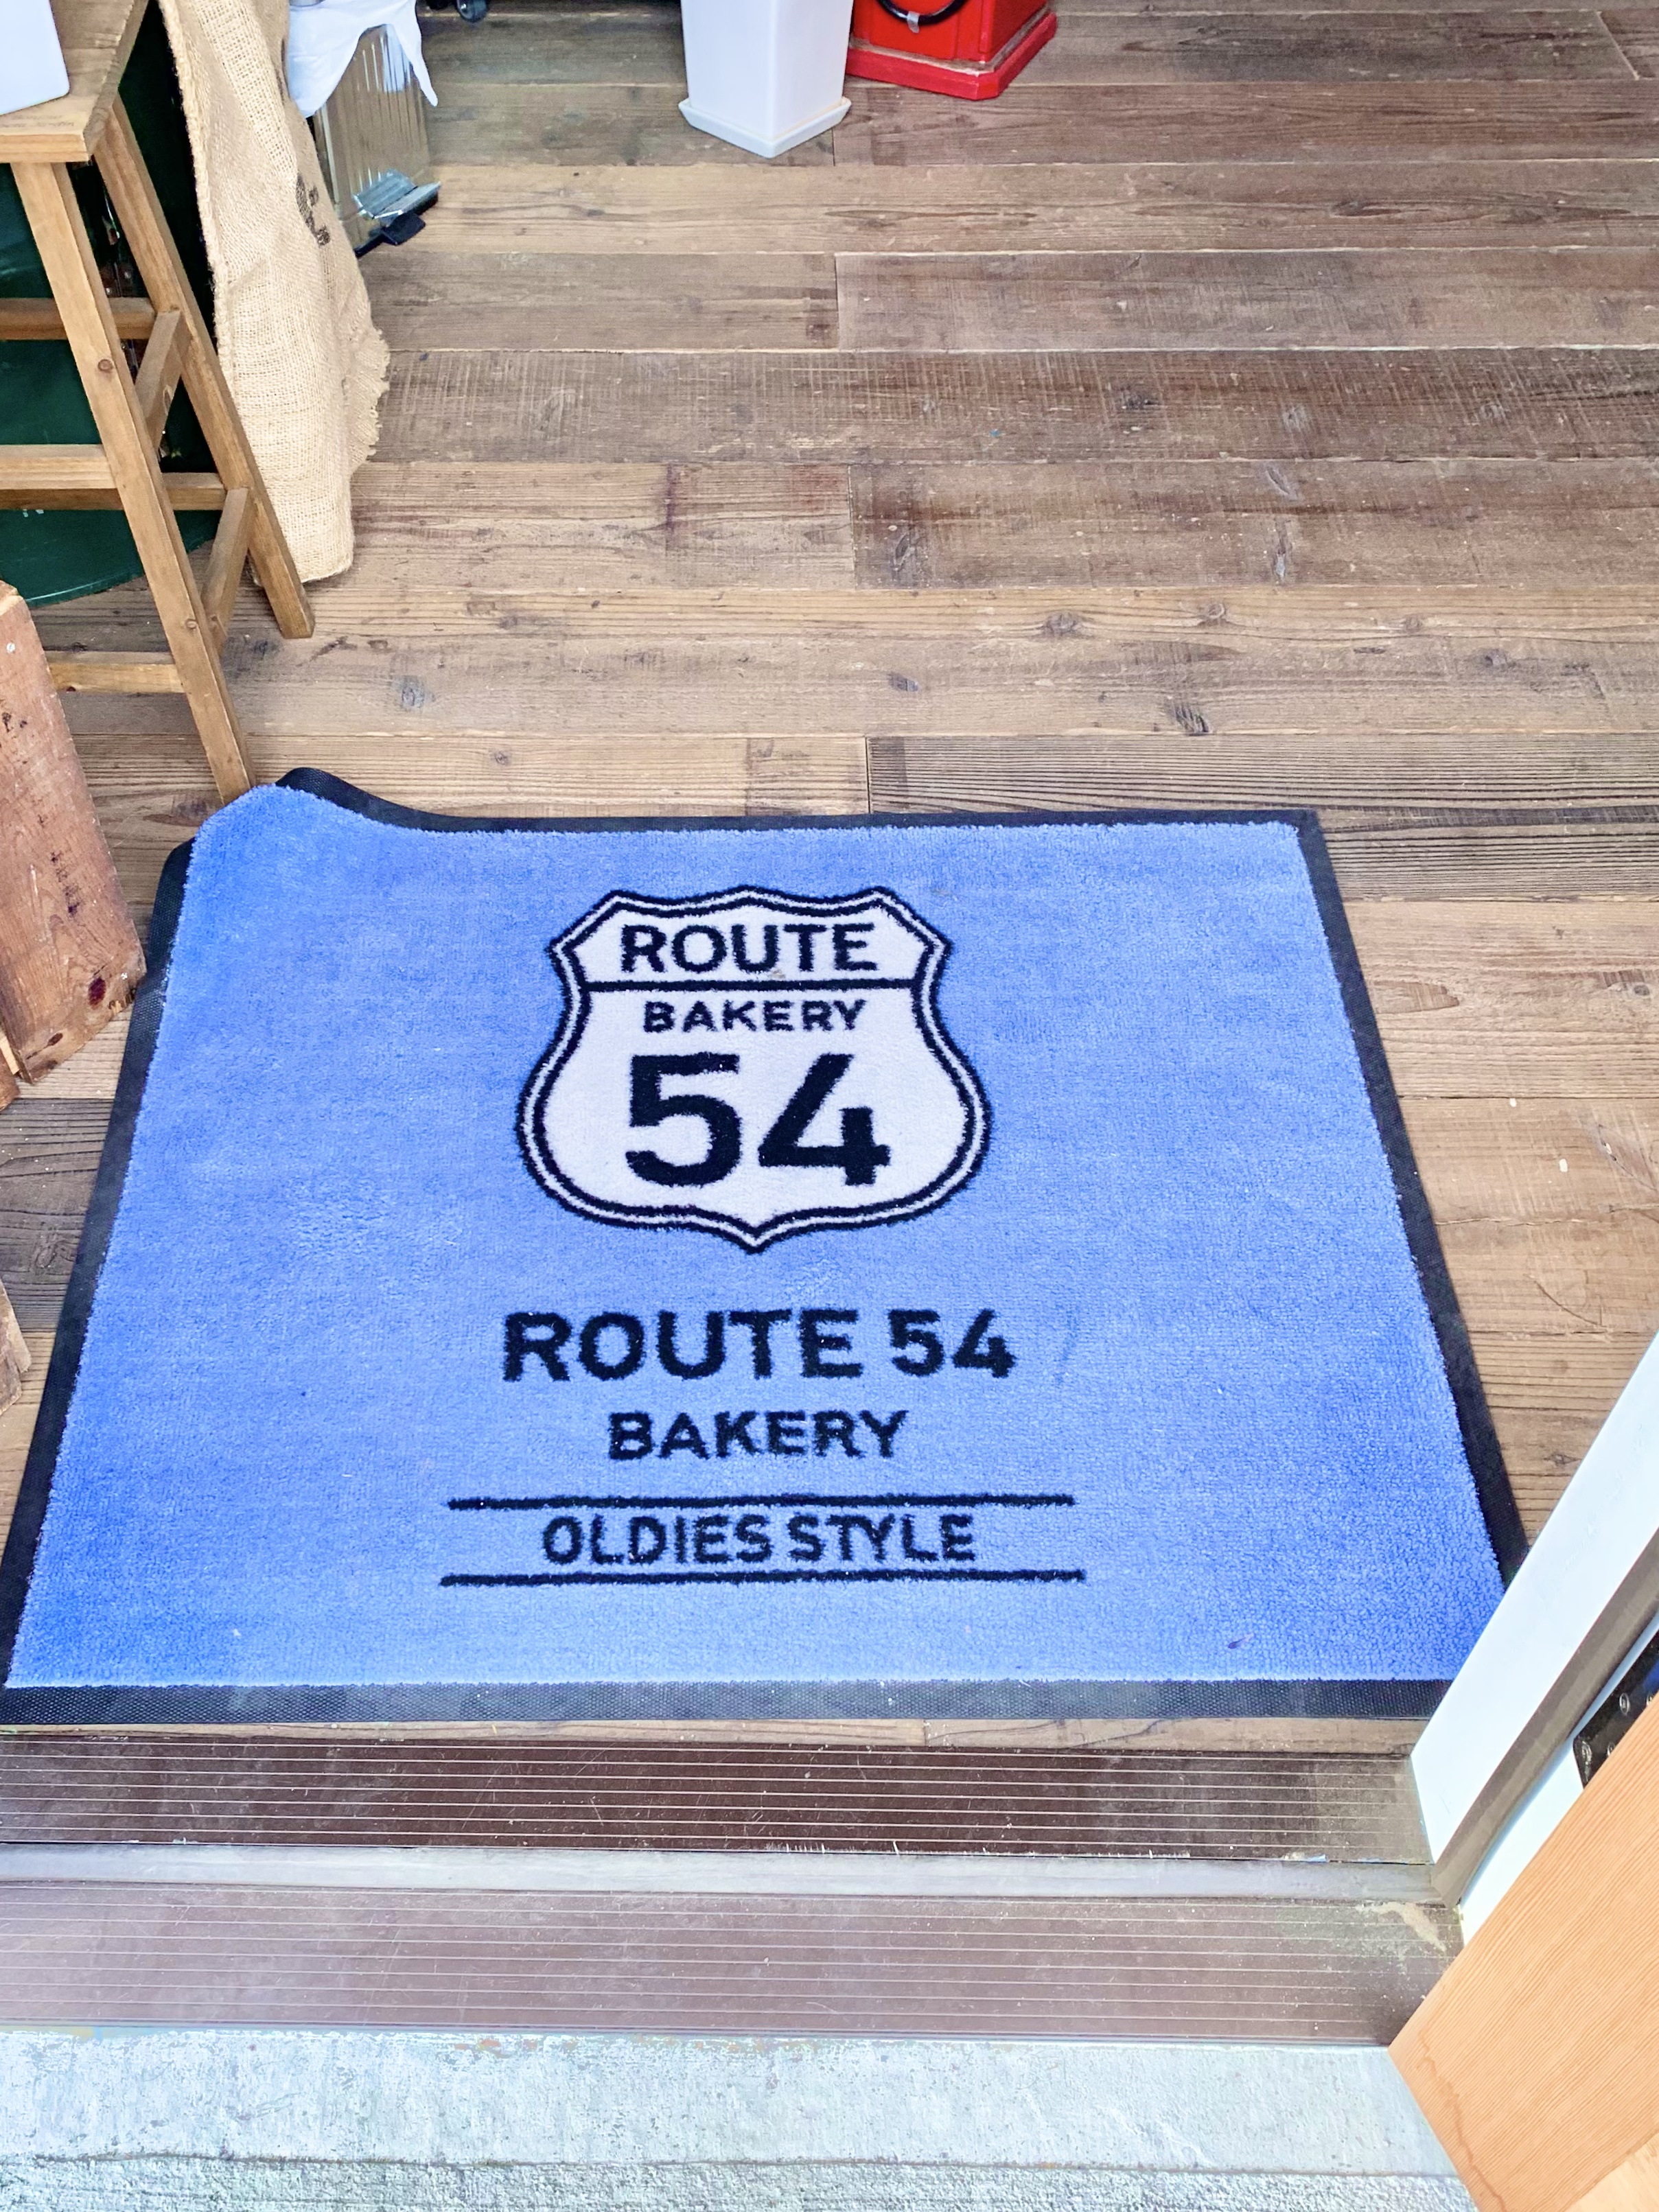 ROUTE
BAKERY
54
ROUTE 54
BAKERY
OLDIES STYLE